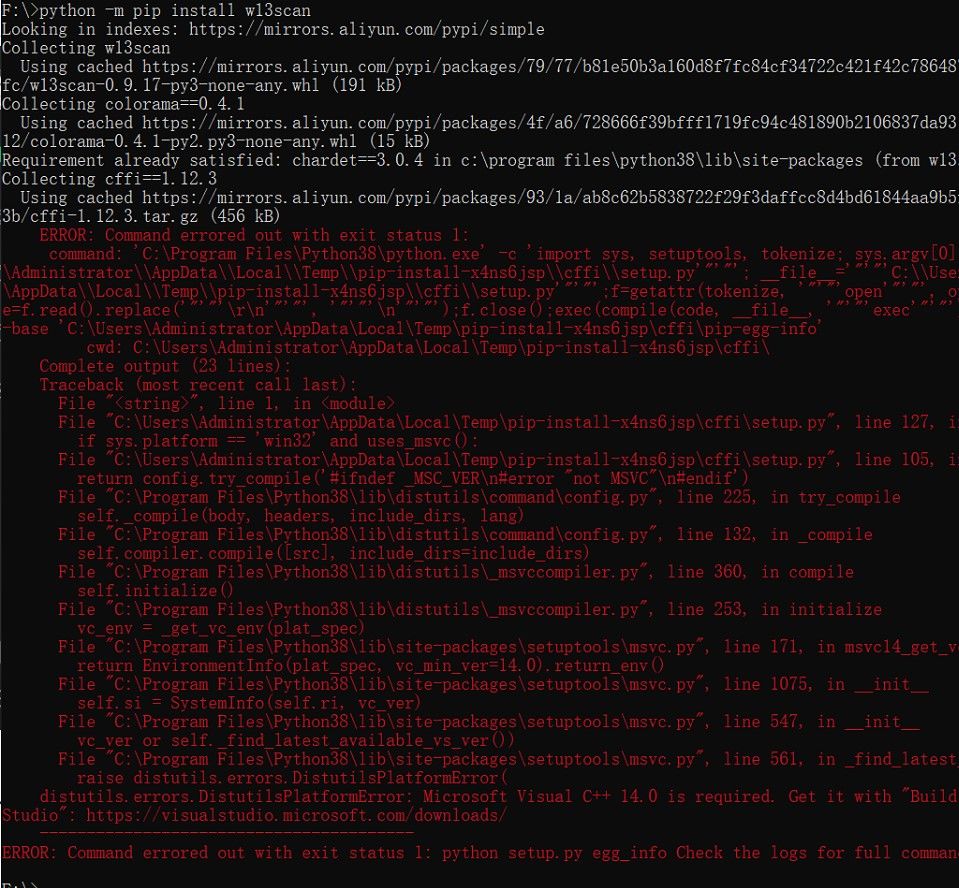 F:\>python -m pip install w13scan
Looking in indexes: https://mirrors.aliyun.com/pypi/simple
Collecting w13scan
Using cached https://mirrors.aliyun.com/pypi/packages/79/77/b81e50b3a160d8f7fc84cf34722c421f42c78648
fc/w13scan-0.9.17-py3-none-any.whl (191 kB)
Collecting colorama==0.4.1
Using cached https://mirrors.aliyun.com/pypi/packages/4f/a6/728666f39bfff1719fc94c481890b2106837da93
12/colorama-0.4.1-py2.py3-none-any.whl (15 kB)
Requirement already satisfied: chardet==3.0.4 in c:\program files\python38\lib\site-packages (from w13
Collecting cffi==1.12.3
Using cached https://mirrors.aliyun.com/pypi/packages/93/1a/ab8c62b5838722f29f3daffcc8d4bd61844aa9b5
3b/cffi-1.12.3.tar.gz (456 kB)
ERROR: Command errored out with exit status 1:
command: 'C:\Program Files\Python38\python.exe' -c 'import sys, setuptools, tokenize; sys.argv[0]
\Administrator\\AppData\\Local\\Temp\\pip-install-x4ns6jsp\\cffi\\setup.py'"'"'; __file__='"'"'C:\\Use
\\AppData\\Local\\Temp\\pip-install-x4ns6jsp\\cffi\\setup.py'"'"';f=getattr(tokenize, '"'"'open'"'"',
e=f.read().replace('"'"'\r\n'"'"', '"'"'\n'"'"');f.close();exec(compile(code, __file__, '"'"'exec'"'"'
-base 'C:\Users\Administrator\AppData\Local\Temp\pip-install-x4ns6jsp\cffi\pip-egg-info'
cwd: C:\Users\Administrator\AppData\Local\Temp\pip-install-x4ns6jsp\cffi\
Complete output (23 lines):
Traceback (most recent call last):
File "<string>", line 1, in <module>
File "C:\Users\Administrator\AppData\Local\Temp\pip-install-x4ns6jsp\cffi\setup.py", line 127, i
if sys.platform == 'win32' and uses_msvc():
File "C:\Users\Administrator\AppData\Local\Temp\pip-install-x4ns6jsp\cffi\setup.py", line 105, i
return config.try_compile('#ifndef _MSC_VER\n#error "not MSVC"\n#endif')
File "C:\Program Files\Python38\lib\distutils\command\config.py", line 225, in try_compile
self._compile(body, headers, include_dirs, lang)
File "C:\Program Files\Python38\lib\distutils\command\config.py", line 132, in _compile
self.compiler.compile([src], include_dirs=include_dirs)
File "C:\Program Files\Python38\lib\distutils\_msvccompiler.py", line 360, in compile
self.initialize()
File "C:\Program Files\Python38\lib\distutils\_msvccompiler.py", line 253, in initialize
vc_env = _get_vc_env(plat_spec)
File "C:\Program Files\Python38\lib\site-packages\setuptools\msvc.py", line 171, in msvc14_get_v
return EnvironmentInfo(plat_spec, vc_min_ver=14.0).return_env()
File "C:\Program Files\Python38\lib\site-packages\setuptools\msvc.py", line 1075, in __init__
self.si = SystemInfo(self.ri, vc_ver)
File "C:\Program Files\Python38\lib\site-packages\setuptools\msvc.py", line 547, in __init__
vc_ver or self._find_latest_available_vs_ver())
File "C:\Program Files\Python38\lib\site-packages\setuptools\msvc.py", line 561, in _find_latest_
raise distutils.errors.DistutilsPlatformError(
distutils.errors.DistutilsPlatformError: Microsoft Visual C++ 14.0 is required. Get it with "Build
Studio": https://visualstudio.microsoft.com/downloads/
----------------------------------------
ERROR: Command errored out with exit status 1: python setup.py egg_info Check the logs for full comman